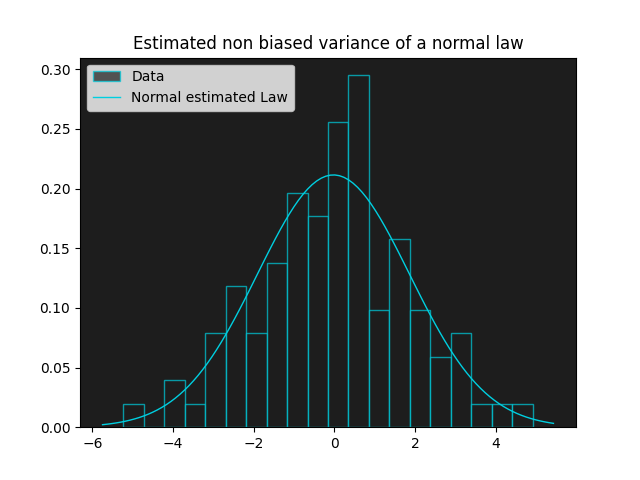 Estimated non biased variance of a normal law
Data
Normal estimated Law
0.30
0.25
0.20
0.15
0.10
0.05
0.00
−6 −4 −2 0 2 4